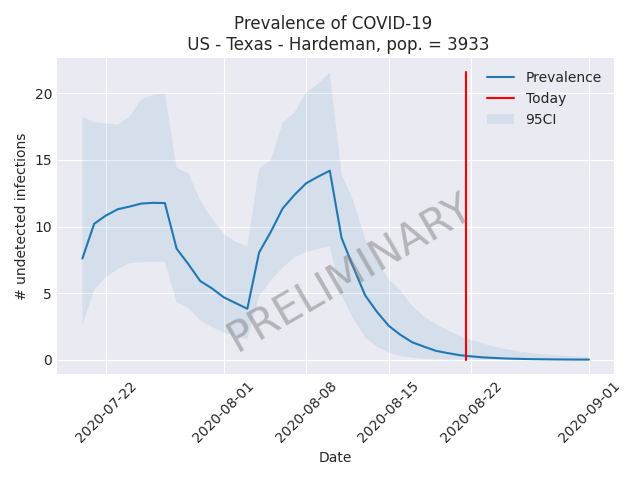 Prevalence of COVID-19
US - Texas - Hardeman, pop. = 3933
# undetected infections
20
15
10
5
0
Prevalence
Today
95CI
PRELIMINARY
2020-07-22
2020-08-01
2020-08-08
2020-08-15
2020-08-22
2020-09-01
Date